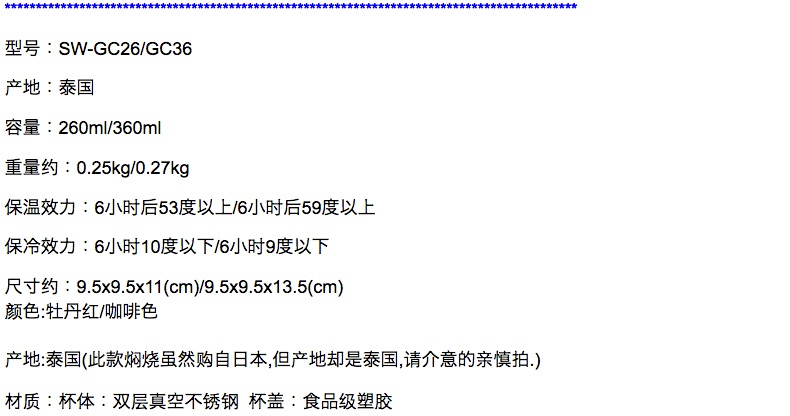 ********************************************************************************************
型号：SW-GC26/GC36
产地：泰国
容量：260ml/360ml
重量约：0.25kg/0.27kg
保温效力：6小时后53度以上/6小时后59度以上
保冷效力：6小时10度以下/6小时9度以下
尺寸约：9.5x9.5x11(cm)/9.5x9.5x13.5(cm)
颜色:牡丹红/咖啡色
产地:泰国(此款焖烧虽然购自日本,但产地却是泰国,请介意的亲慎拍.)
材质：杯体：双层真空不锈钢 杯盖：食品级塑胶